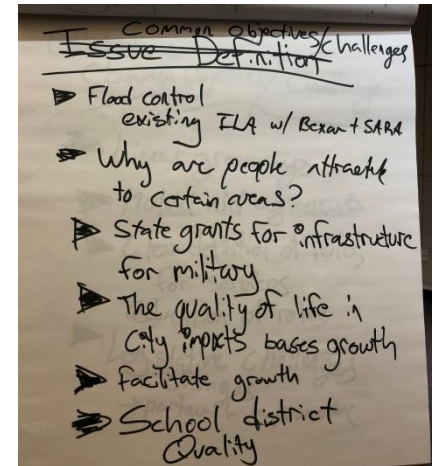 Common Objectives/challenges
Issue Definition
Flood control
existing ILA w/ Bexar + SARA
Why are people
to certain areas?
State grants for infrastructure
for military
The quality of life in
City impacts bases growth
Facilitate growth
School district
Quality